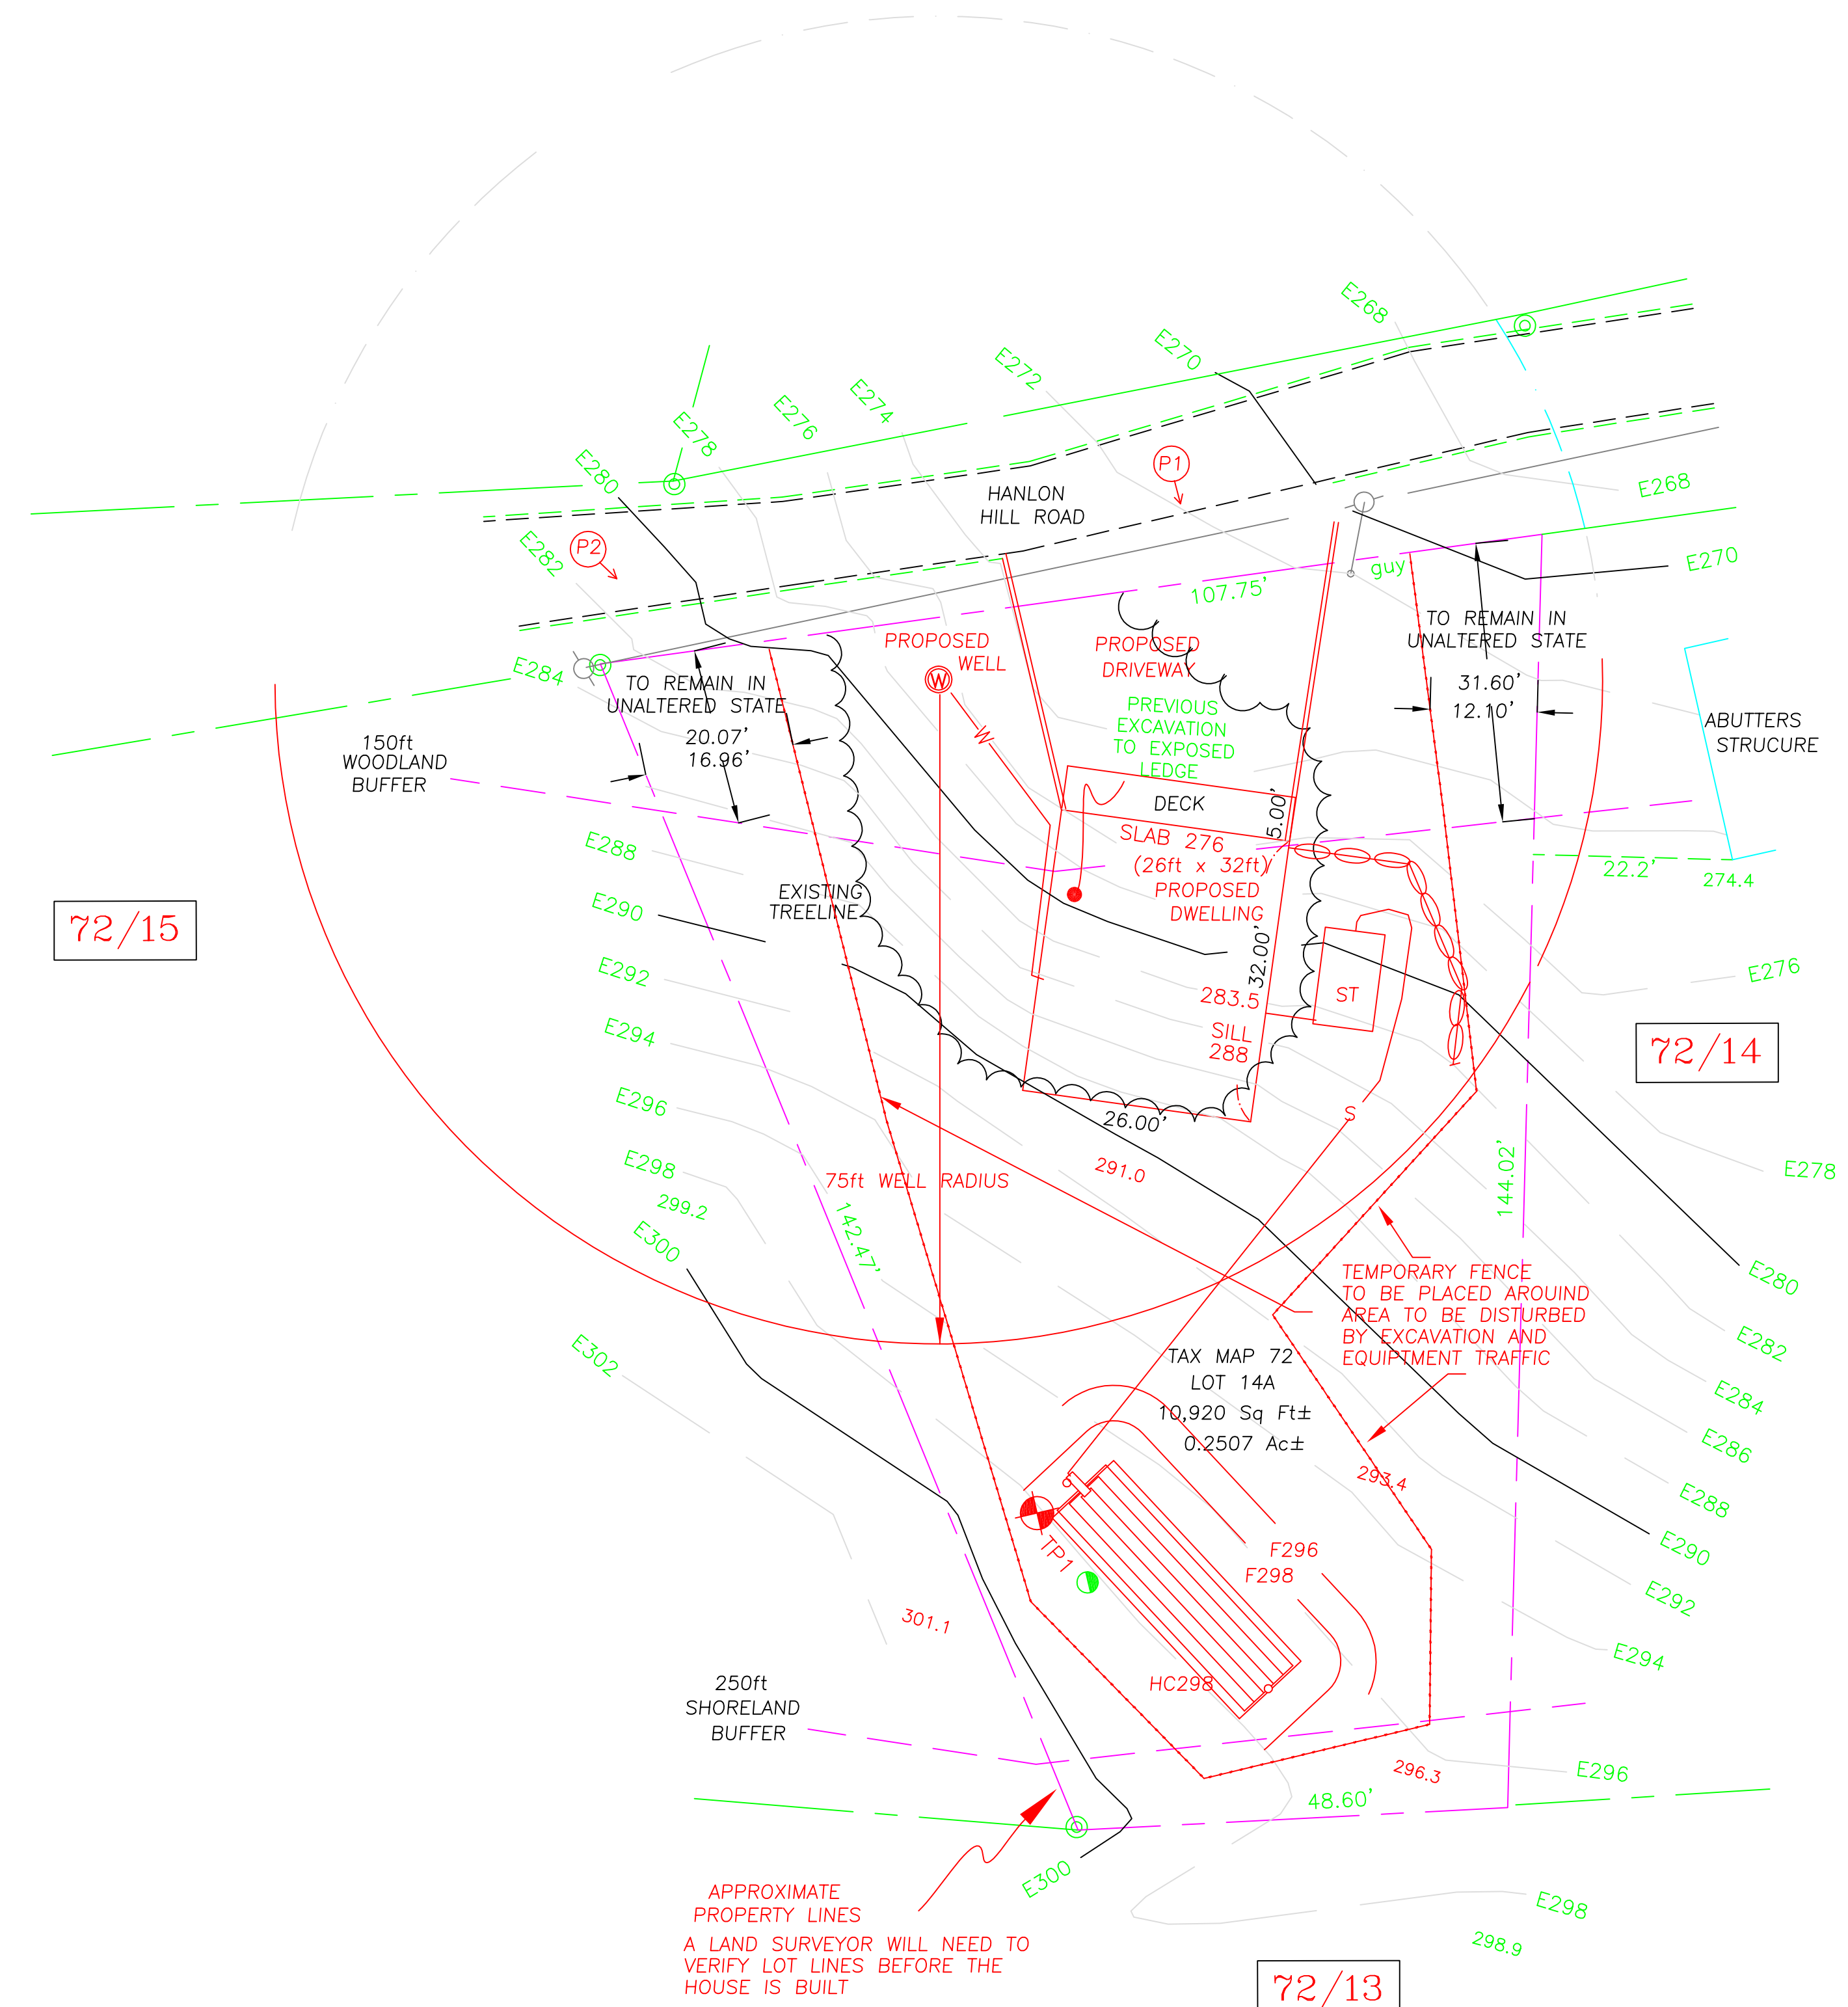 E268
E270
E272
E274
E276
E278
E280
E282
E284
P1
P2
HANLON
HILL ROAD
E268
E270
guy
107.75'
TO REMAIN IN
UNALTERED STATE
31.60'
12.10'
ABUTTERS
STRUCURE
PROPOSED
WELL
W
W
PROPOSED
DRIVEWAY
PREVIOUS
EXCAVATION
TO EXPOSED
LEDGE
TO REMAIN IN
UNALTERED STATE
20.07'
16.96'
150ft
WOODLAND
BUFFER
DECK
5.00'
SLAB 276
(26ft x 32ft)
PROPOSED
DWELLING
22.2'
274.4
E288
E290
EXISTING
TREELINE
72/15
32.00'
283.5
SILL
288
ST
E276
72/14
E292
E294
E296
E298
299.2
E300
26.00'
S
291.0
75ft WELL RADIUS
142.47'
144.02'
E278
E280
E282
E284
E286
E288
E290
E292
E294
TEMPORARY FENCE
TO BE PLACED AROUIND
AREA TO BE DISTURBED
BY EXCAVATION AND
EQUIPTMENT TRAFFIC
E302
TAX MAP 72
LOT 14A
10,920 Sq Ft±
0.2507 Ac±
293.4
TP1
F296
F298
301.1
HC298
250ft
SHORELAND
BUFFER
296.3
E296
48.60'
E300
E298
298.9
APPROXIMATE
PROPERTY LINES
A LAND SURVEYOR WILL NEED TO
VERIFY LOT LINES BEFORE THE
HOUSE IS BUILT
72/13